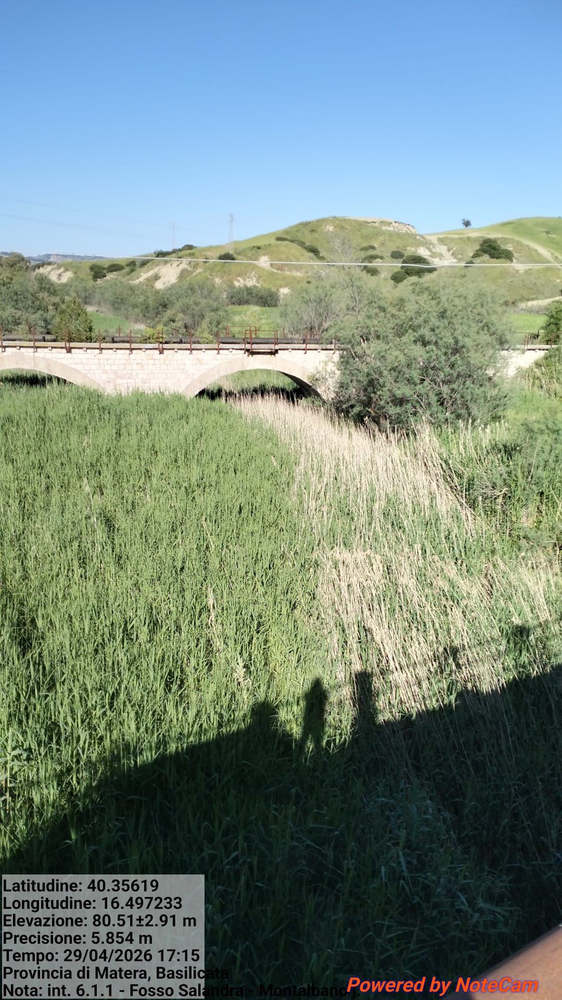 Latitudine: 40.35619
Longitudine: 16.497233
Elevazione: 80.51±2.91 m
Precisione: 5.854 m
Tempo: 29/04/2026 17:15
Provincia di Matera, Basilicata
Nota: int. 6.1.1 - Fosso Salandra - Montalbano j.
Powered by NoteCam